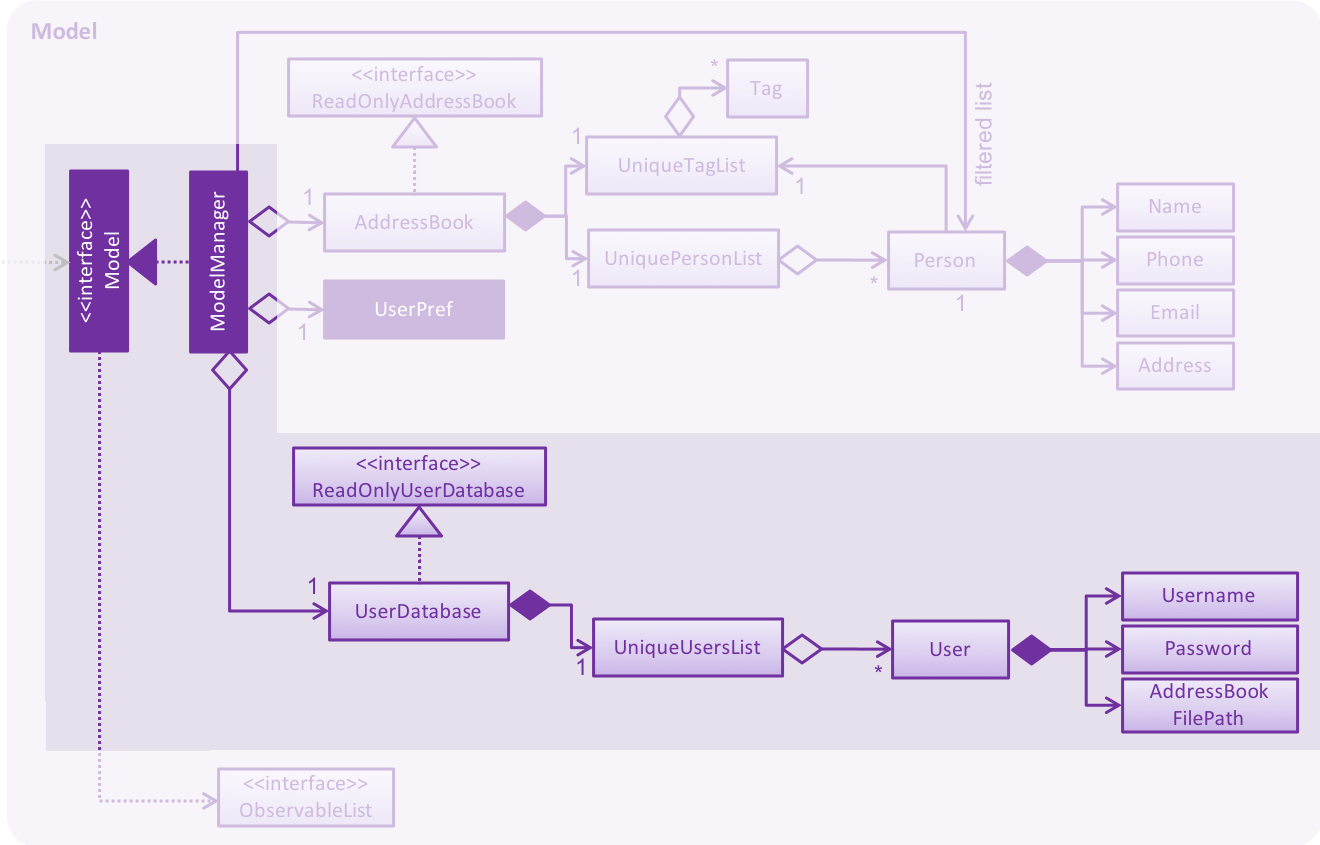 Model
<<interface>>
ReadOnlyAddressBook
*
Tag
filtered list
1
UniqueTagList
1
<<interface>>
Model
ModelManager
1
AddressBook
Name
UniquePersonList
1
Person
*
1
Phone
UserPref
1
Email
Address
<<interface>>
ReadOnlyUserDatabase
1
UserDatabase
Username
UniqueUsersList
1
User
*
Password
AddressBook
FilePath
<<interface>>
ObservableList